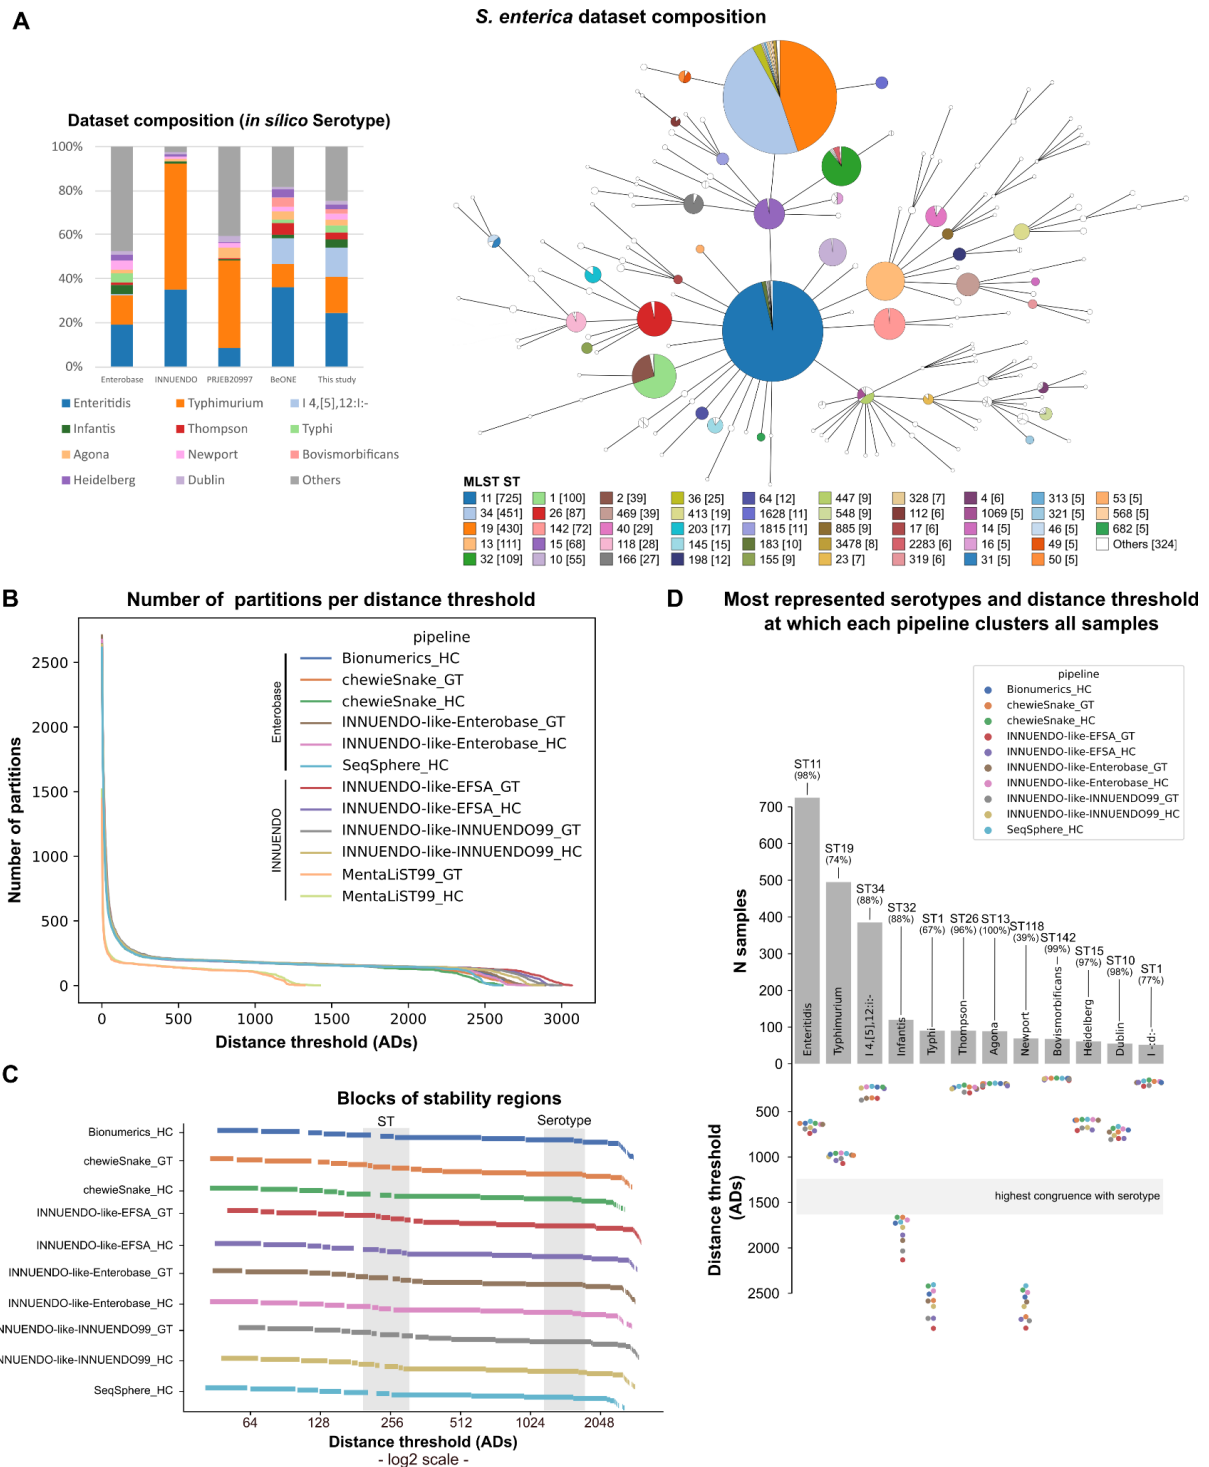 A
S. enterica dataset composition
Dataset composition (in sílico Serotype)
100%
80%
60%
40%
20%
0%
Enterobase
INNUENDO
PRJEB20997
BeONE
This study
Enteritidis
Typhimurium
I 4,[5],12:I:-
Infantis
Thompson
Typhi
Agona
Newport
Bovismorbificans
Heidelberg
Dublin
Others
MLST ST
11 [725]
34 [451]
19 [430]
13 [111]
32 [109]
1 [100]
26 [87]
142 [72]
15 [68]
10 [55]
2 [39]
469 [39]
40 [29]
118 [28]
166 [27]
36 [25]
413 [19]
203 [17]
145 [15]
198 [12]
64 [12]
1628 [11]
1815 [11]
183 [10]
155 [9]
447 [9]
548 [9]
885 [9]
3478 [8]
23 [7]
328 [7]
112 [6]
17 [6]
2283 [6]
319 [6]
4 [6]
1069 [5]
14 [5]
16 [5]
31 [5]
313 [5]
321 [5]
46 [5]
49 [5]
50 [5]
53 [5]
568 [5]
682 [5]
Others [324]
B
Number of partitions per distance threshold
Number of partitions
2500
2000
1500
1000
500
0
0
500
1000
1500
2000
2500
3000
Distance threshold (ADs)
pipeline
Enterobase
Bionumerics_HC
chewieSnake_GT
chewieSnake_HC
INNUENDO-like-Enterobase_GT
INNUENDO-like-Enterobase_HC
SeqSphere_HC
INNUENDO
INNUENDO-like-EFSA_GT
INNUENDO-like-EFSA_HC
INNUENDO-like-INNUENDO99_GT
INNUENDO-like-INNUENDO99_HC
MentaLiST99_GT
MentaLiST99_HC
C
Blocks of stability regions
ST
Serotype
Bionumerics_HC
chewieSnake_GT
chewieSnake_HC
INNUENDO-like-EFSA_GT
INNUENDO-like-EFSA_HC
INNUENDO-like-Enterobase_GT
INNUENDO-like-Enterobase_HC
NNUENDO-like-INNUENDO99_GT
NNUENDO-like-INNUENDO99_HC
SeqSphere_HC
64
128
256
512
1024
2048
Distance threshold (ADs)
- log2 scale -
D
Most represented serotypes and distance threshold
at which each pipeline clusters all samples
pipeline
Bionumerics_HC
chewieSnake_GT
chewieSnake_HC
INNUENDO-like-EFSA_GT
INNUENDO-like-EFSA_HC
INNUENDO-like-Enterobase_GT
INNUENDO-like-Enterobase_HC
INNUENDO-like-INNUENDO99_GT
INNUENDO-like-INNUENDO99_HC
SeqSphere_HC
N samples
700
600
500
400
300
200
100
0
ST11
(98%)
ST19
(74%)
ST34
(88%)
ST32
(88%)
ST1
(67%)
ST26
(96%)
ST13
(100%)
ST118
(39%)
ST142
(99%)
ST15
(97%)
ST10
(98%)
ST1
(77%)
Enteritidis
Typhimurium
I 4,[5],12:i:-
Infantis
Typhi
Thompson
Agona
Newport
Bovismorbificans
Heidelberg
Dublin
I -:d:-
Distance threshold
(ADs)
500
1000
1500
2000
2500
highest congruence with serotype